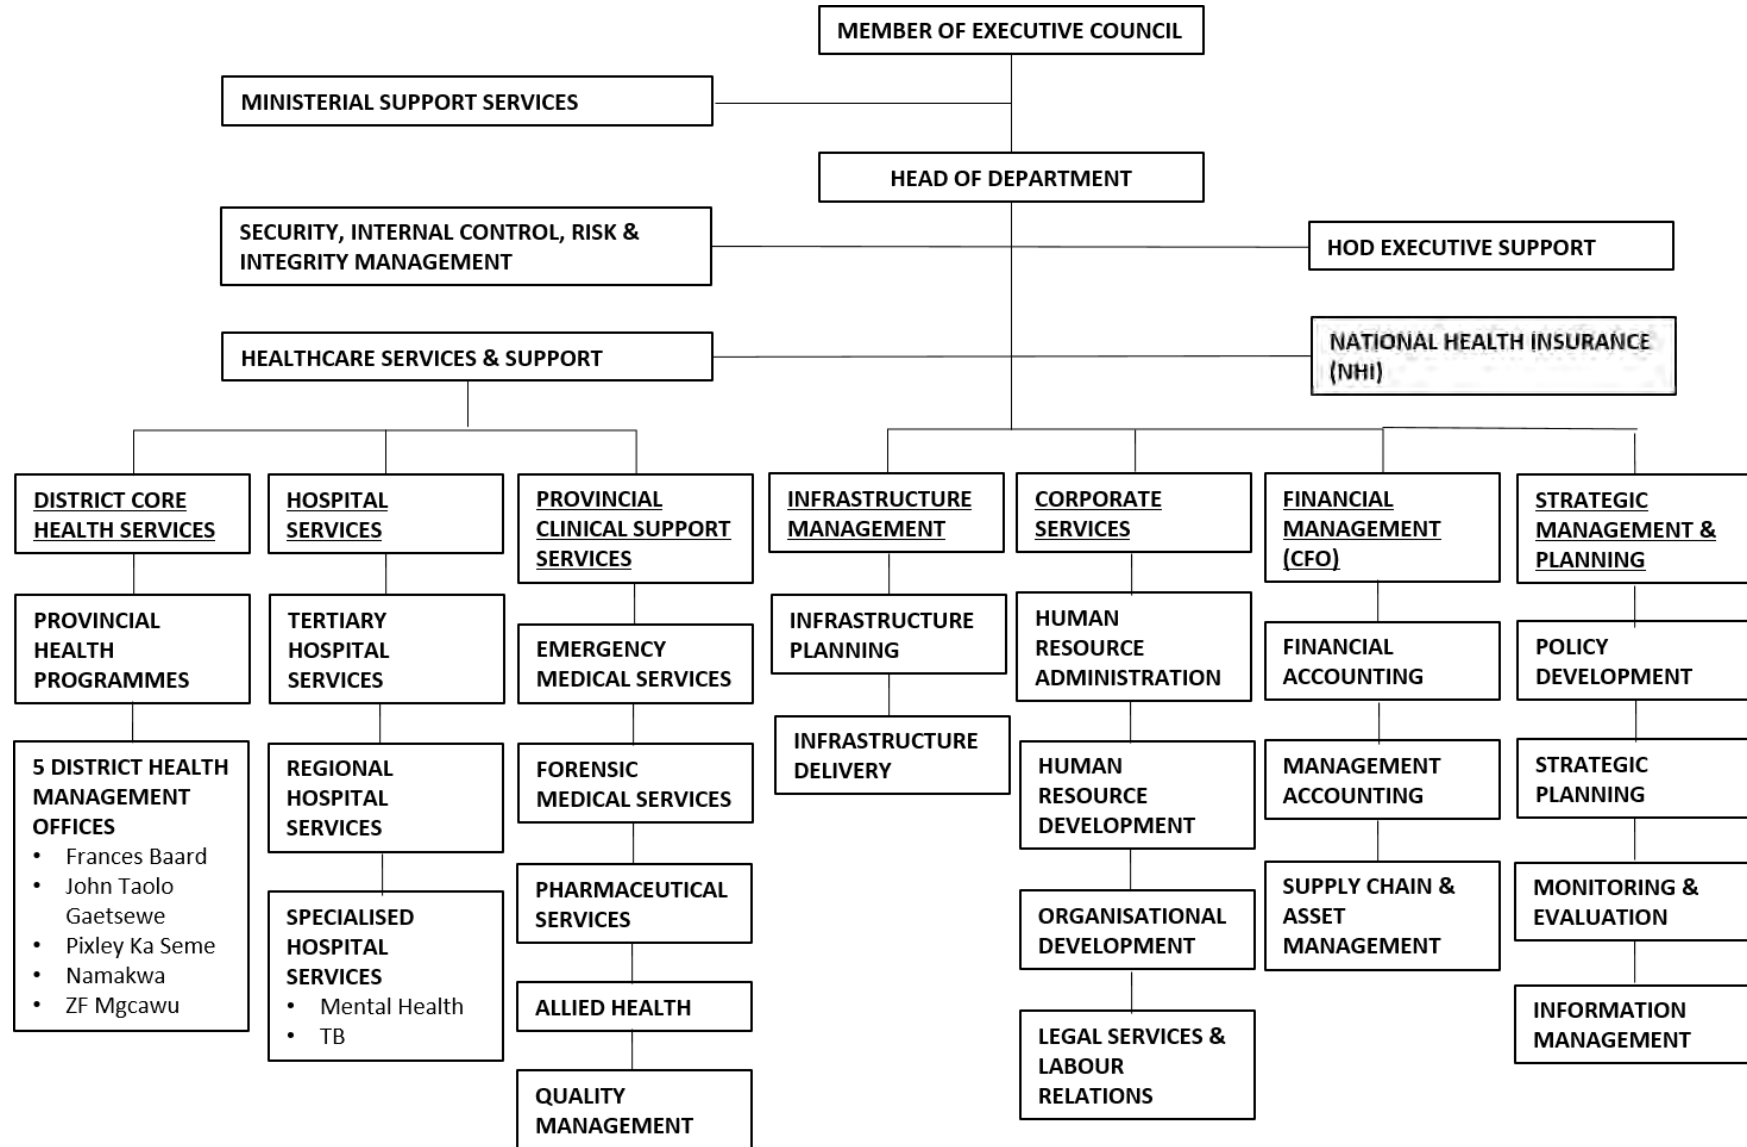 MEMBER OF EXECUTIVE COUNCIL
MINISTERIAL SUPPORT SERVICES
HEAD OF DEPARTMENT
SECURITY, INTERNAL CONTROL, RISK &
INTEGRITY MANAGEMENT
HOD EXECUTIVE SUPPORT
HEALTHCARE SERVICES & SUPPORT
NATIONAL HEALTH INSURANCE
(NHI)
DISTRICT CORE
HEALTH SERVICES
PROVINCIAL
HEALTH
PROGRAMMES
5 DISTRICT HEALTH
MANAGEMENT
OFFICES
• Frances Baard
• John Taolo
Gaetsewe
• Pixley Ka Seme
• Namakwa
• ZF Mgcawu
HOSPITAL
SERVICES
TERTIARY
HOSPITAL
SERVICES
REGIONAL
HOSPITAL
SERVICES
SPECIALISED
HOSPITAL
SERVICES
• Mental Health
• TB
PROVINCIAL
CLINICAL SUPPORT
SERVICES
EMERGENCY
MEDICAL SERVICES
FORENSIC
MEDICAL SERVICES
PHARMACEUTICAL
SERVICES
ALLIED HEALTH
QUALITY
MANAGEMENT
INFRASTRUCTURE
MANAGEMENT
INFRASTRUCTURE
PLANNING
INFRASTRUCTURE
DELIVERY
CORPORATE
SERVICES
HUMAN
RESOURCE
ADMINISTRATION
HUMAN
RESOURCE
DEVELOPMENT
ORGANISATIONAL
DEVELOPMENT
LEGAL SERVICES &
LABOUR
RELATIONS
FINANCIAL
MANAGEMENT
(CFO)
FINANCIAL
ACCOUNTING
MANAGEMENT
ACCOUNTING
SUPPLY CHAIN &
ASSET
MANAGEMENT
STRATEGIC
MANAGEMENT &
PLANNING
POLICY
DEVELOPMENT
STRATEGIC
PLANNING
MONITORING &
EVALUATION
INFORMATION
MANAGEMENT